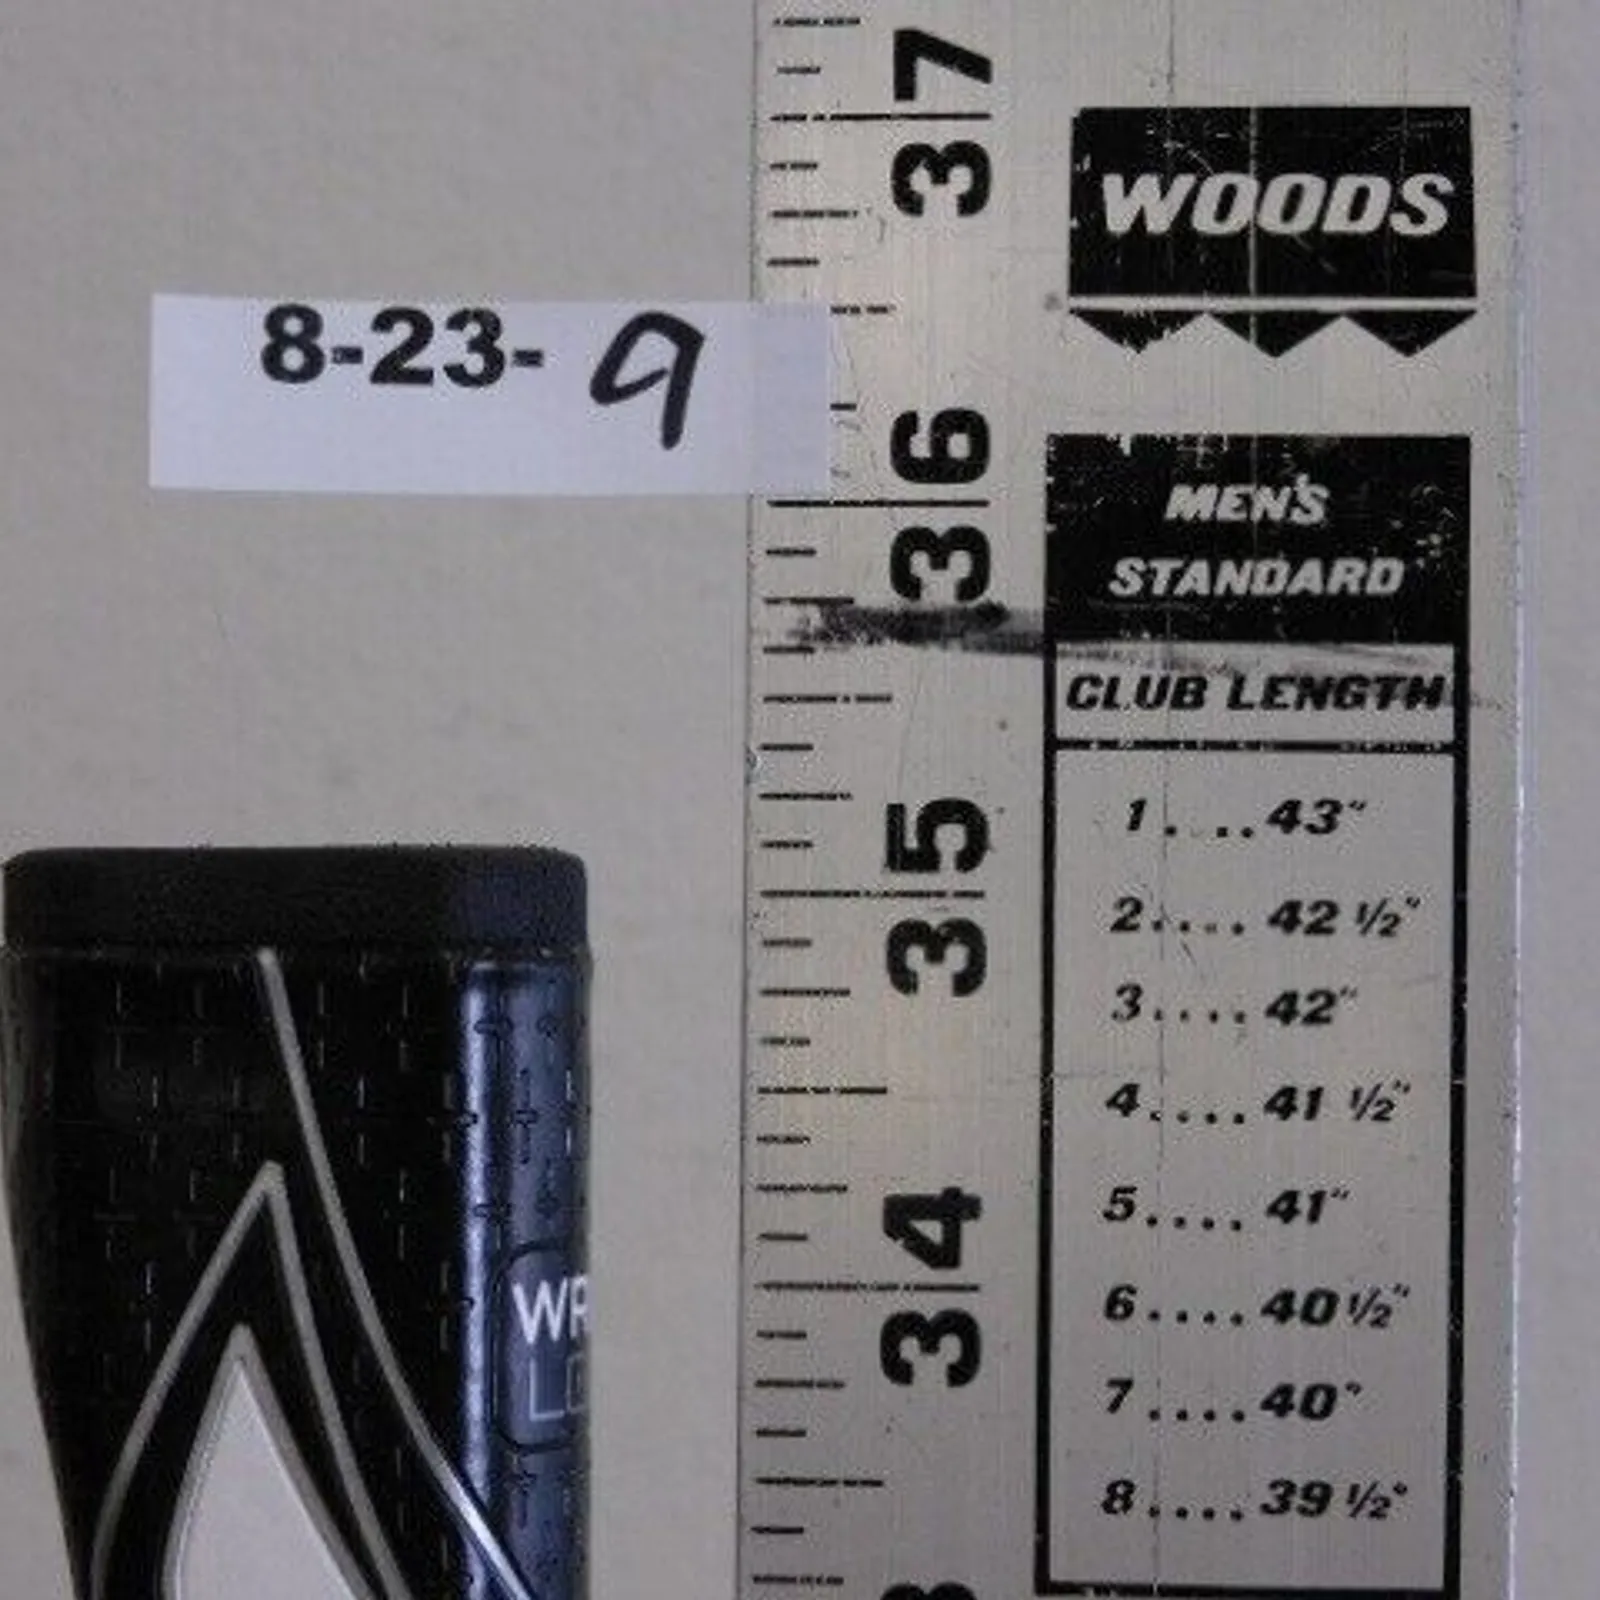 37
WOODS
8-23-9
36
MEN'S
STANDARD
CLUB LENGTH
1....43"
35
2....42 1/2"
3....42"
4....41 1/2"
34
5....41"
6....40 1/2"
WR
7....40"
8....39 1/2"